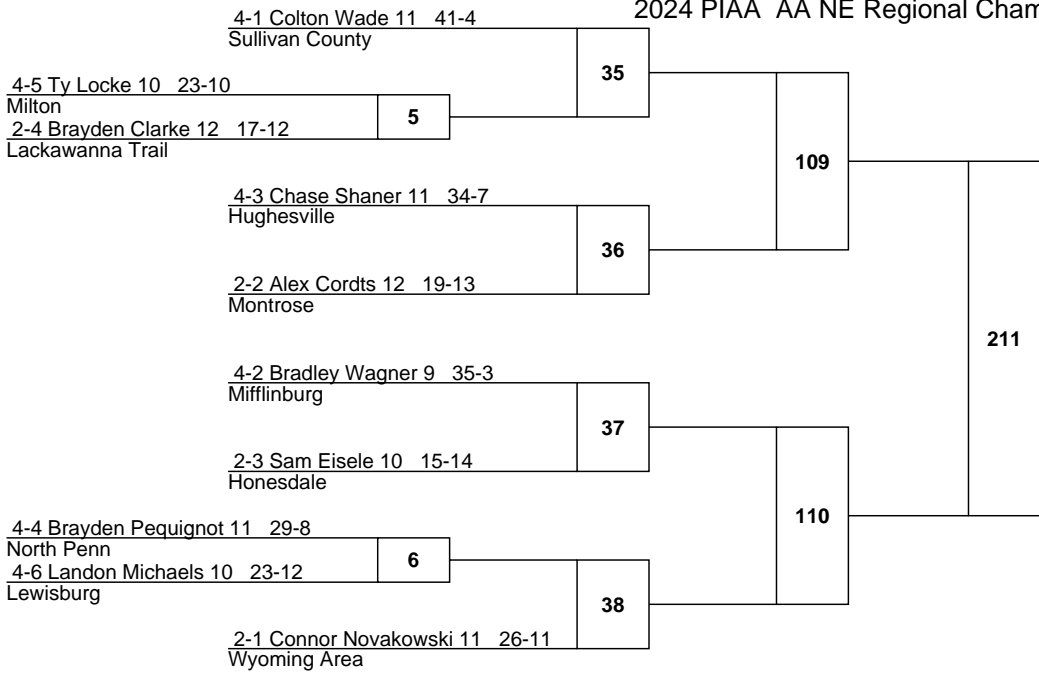 2024 PIAA AA NE Regional Cham
4-1 Colton Wade 11 41-4
Sullivan County
35
4-5 Ty Locke 10 23-10
Milton
5
2-4 Brayden Clarke 12 17-12
Lackawanna Trail
109
4-3 Chase Shaner 11 34-7
Hughesville
36
2-2 Alex Cordts 12 19-13
Montrose
211
4-2 Bradley Wagner 9 35-3
Mifflinburg
37
2-3 Sam Eisele 10 15-14
Honesdale
110
4-4 Brayden Pequignot 11 29-8
North Penn
6
4-6 Landon Michaels 10 23-12
Lewisburg
38
2-1 Connor Novakowski 11 26-11
Wyoming Area